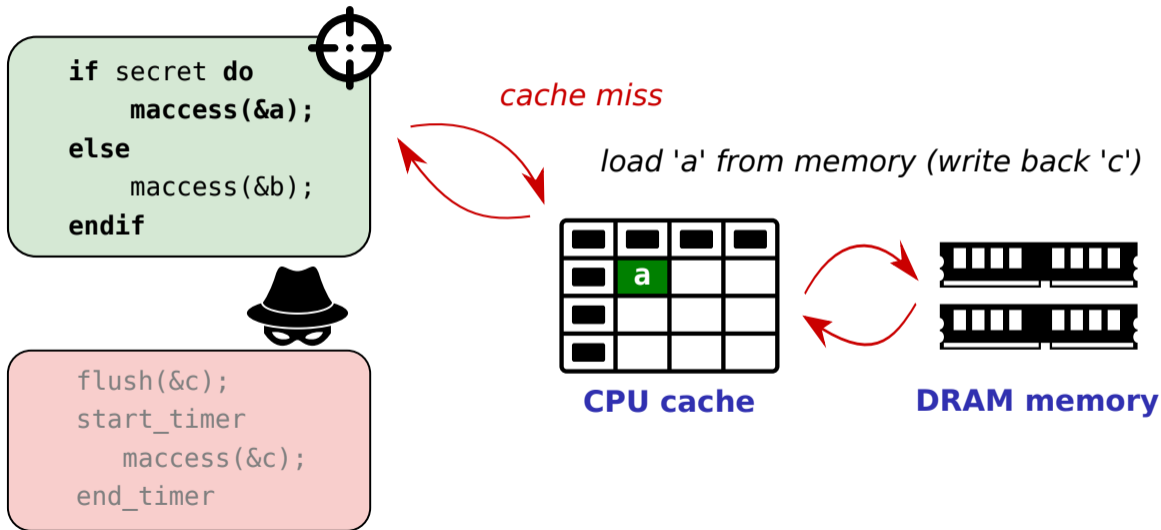 if secret do
maccess(&a);
else
maccess(&b);
endif
cache miss
load 'a' from memory (write back 'c')
a
CPU cache
DRAM memory
flush(&c);
start_timer
maccess(&c);
end_timer